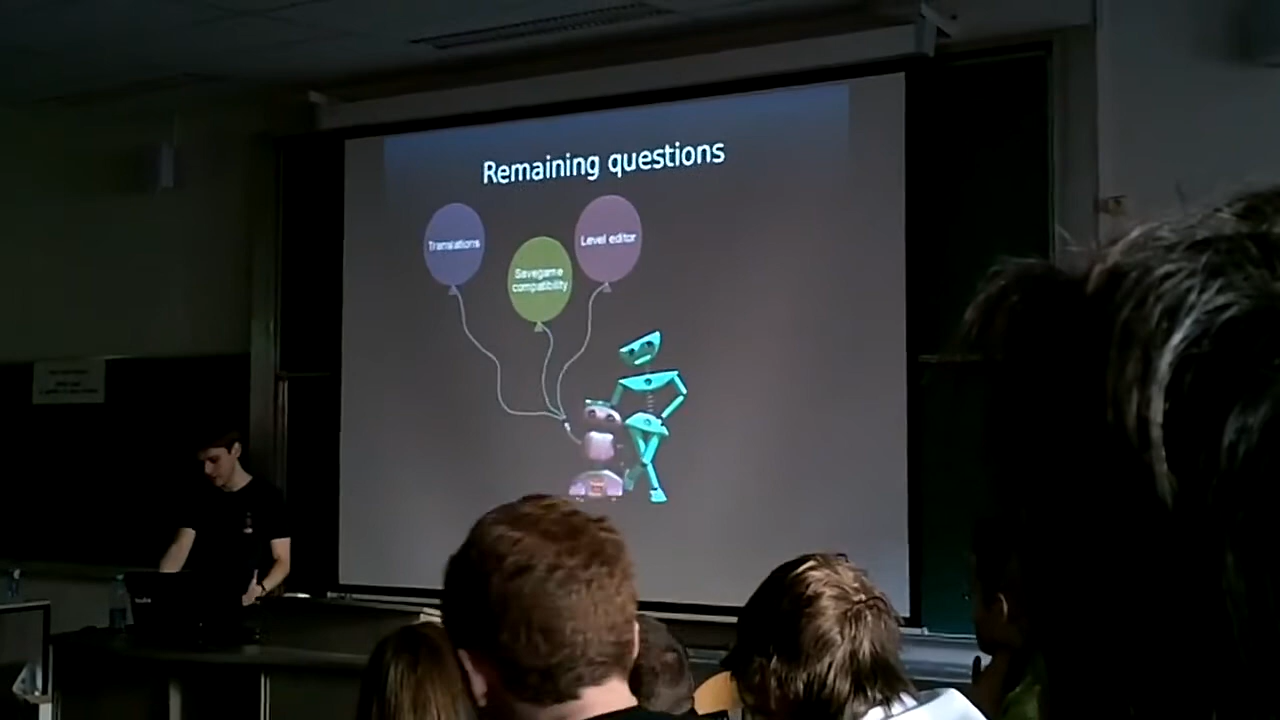 Remaining questions
Translations
Level editor
Savegame
compatibility